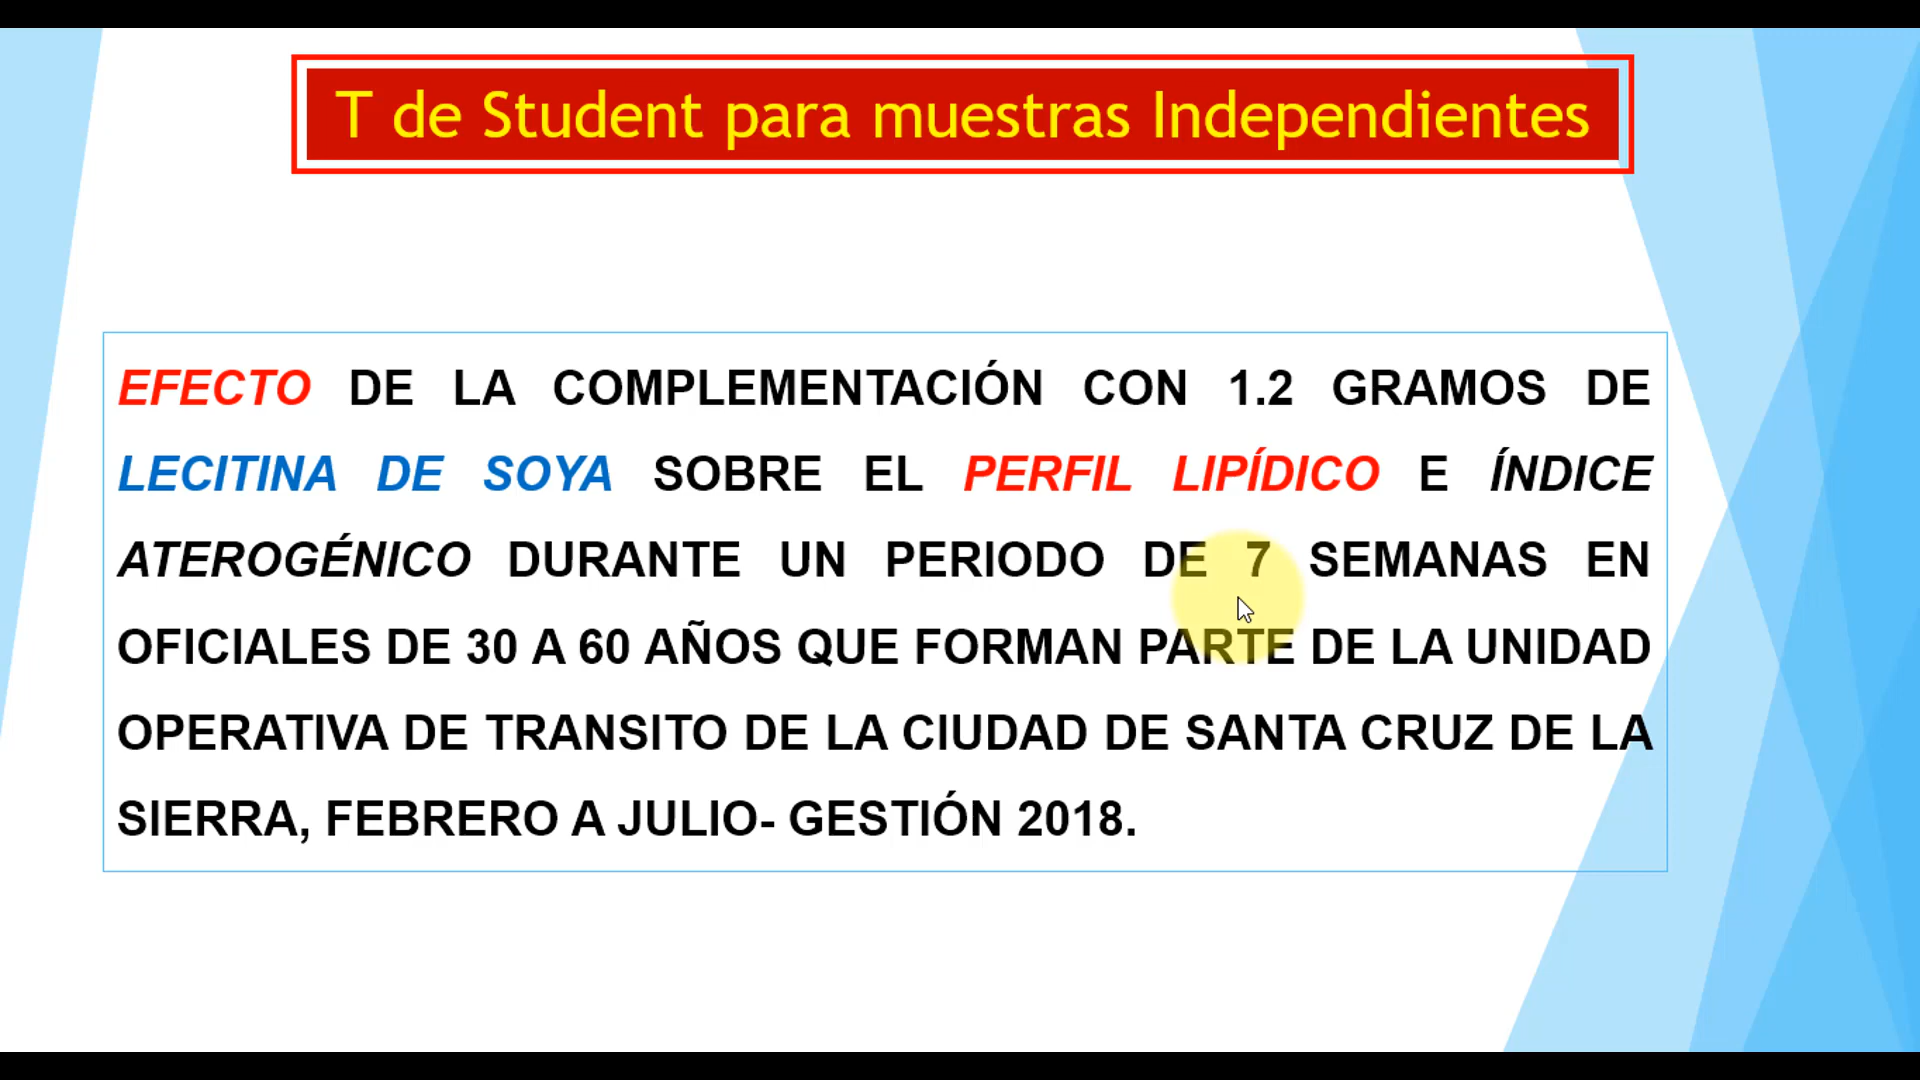 T de Student para muestras Independientes
EFECTO DE LA COMPLEMENTACIÓN CON 1.2 GRAMOS DE
LECITINA DE SOYA SOBRE EL PERFIL LIPÍDICO E ÍNDICE
ATEROGÉNICO DURANTE UN PERIODO DE 7 SEMANAS EN
OFICIALES DE 30 A 60 AÑOS QUE FORMAN PARTE DE LA UNIDAD
OPERATIVA DE TRANSITO DE LA CIUDAD DE SANTA CRUZ DE LA
SIERRA, FEBRERO A JULIO- GESTIÓN 2018.